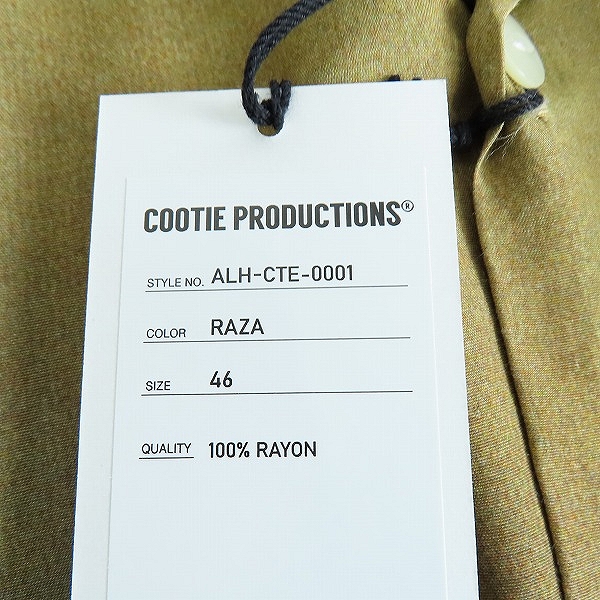 COOTIE PRODUCTIONS®
STYLE NO. ALH-CTE-0001
COLOR RAZA
SIZE 46
QUALITY 100% RAYON